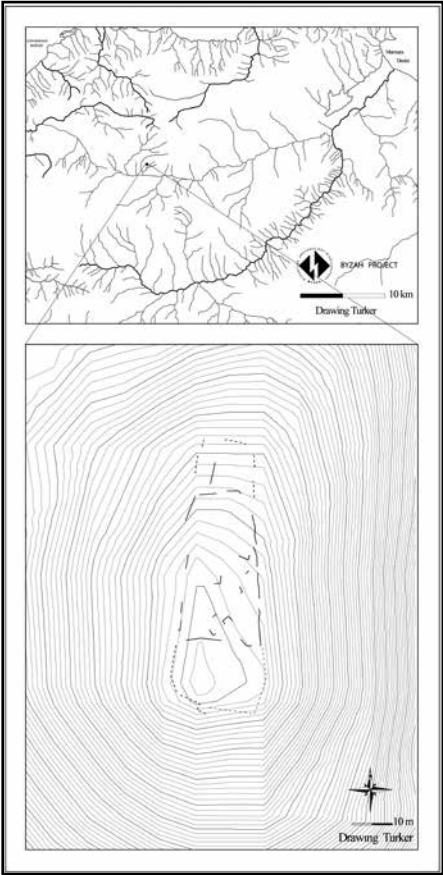 Marmara
Denizi
BYZAH PROJECT
10 km
Drawing Turker
10 m
Drawing Turker